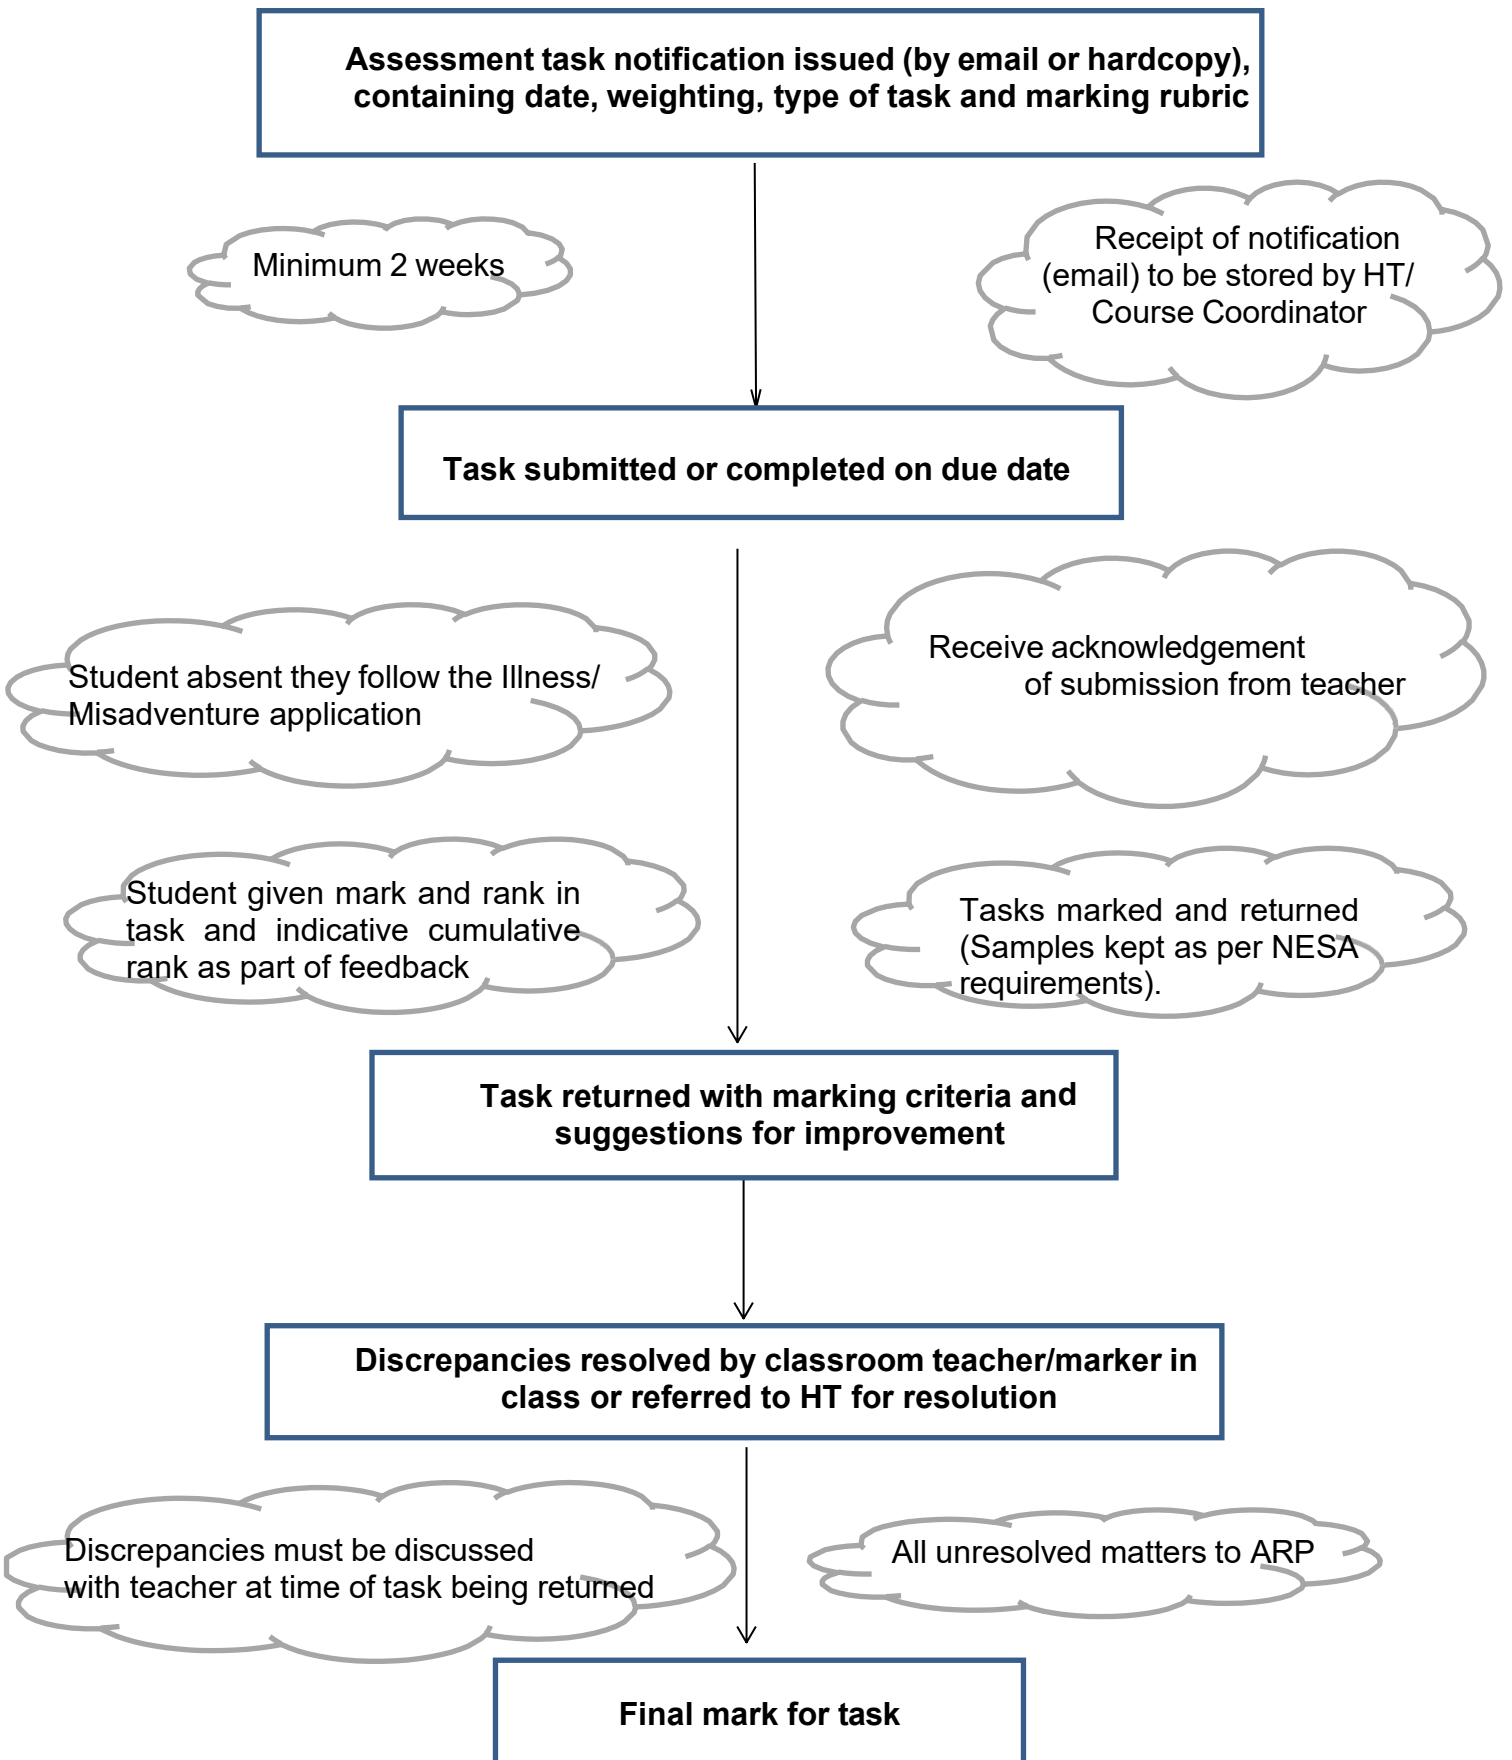 Assessment task notification issued (by email or hardcopy),
containing date, weighting, type of task and marking rubric
Minimum 2 weeks
Receipt of notification
(email) to be stored by HT/
Course Coordinator
Task submitted or completed on due date
Student absent they follow the Illness/
Misadventure application
Receive acknowledgement
of submission from teacher
Student given mark and rank in
task and indicative cumulative
rank as part of feedback
Tasks marked and returned
(Samples kept as per NESA
requirements).
Task returned with marking criteria and
suggestions for improvement
Discrepancies resolved by classroom teacher/marker in
class or referred to HT for resolution
Discrepancies must be discussed
with teacher at time of task being returned
All unresolved matters to ARP
Final mark for task